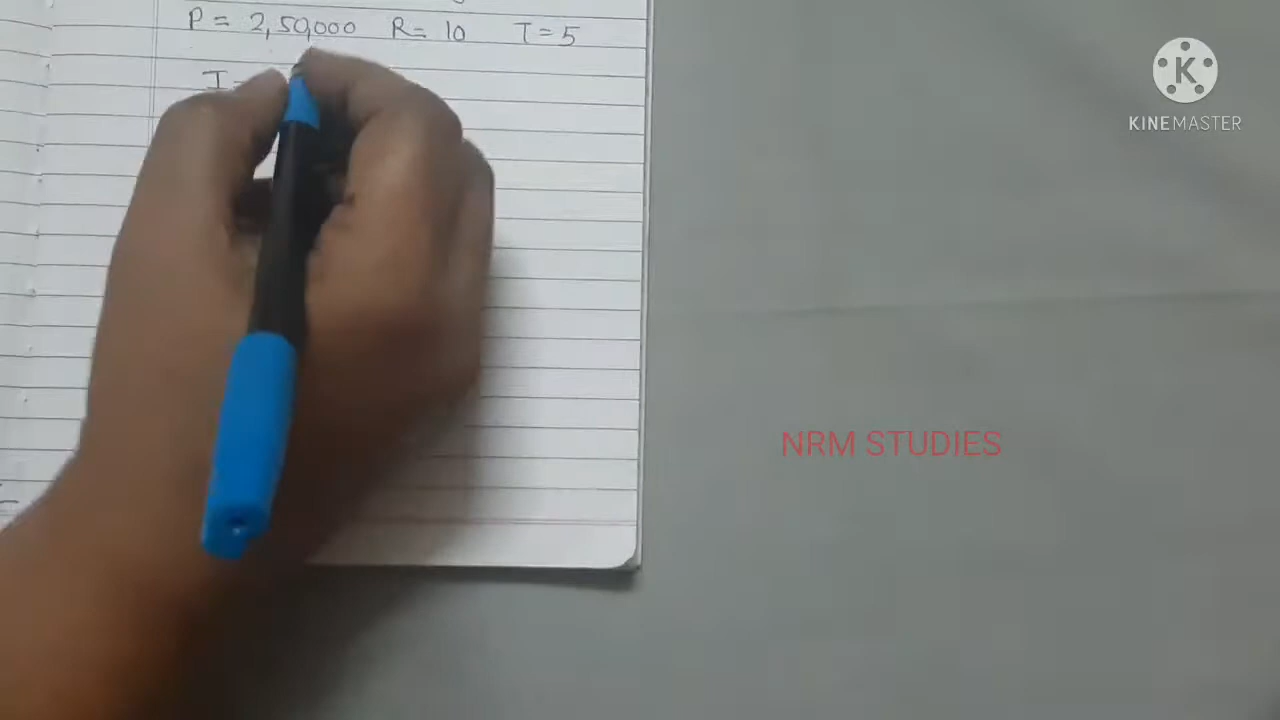 P = 2,50,000 R = 10 T = 5
I =
K
KINEMASTER
NRM STUDIES